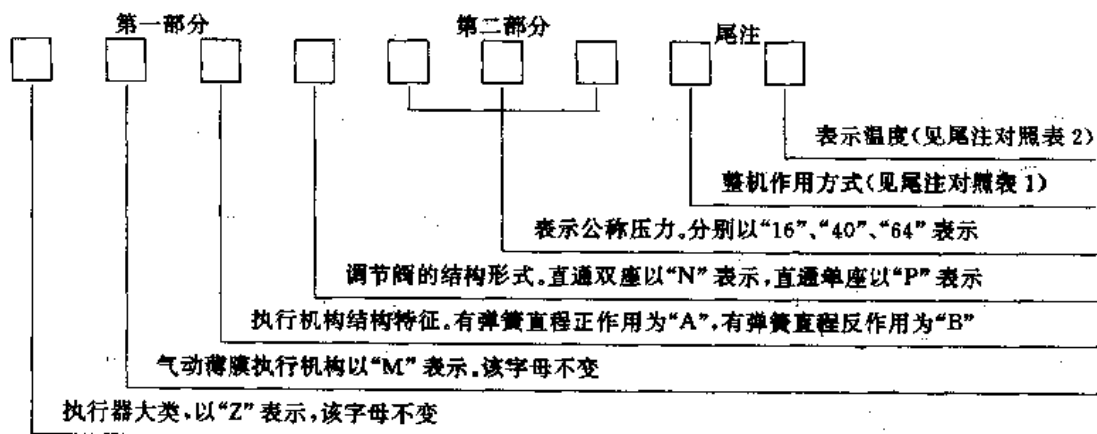 第一部分 第二部分 尾注
表示温度(见尾注对照表2)
整机作用方式(见尾注对照表1)
表示公称压力。分别以“16”、“40”、“64”表示
调节阀的结构形式。直通双座以“N”表示,直通单座以“P”表示
执行机构结构特征。有弹簧直程正作用为“A”,有弹簧直程反作用为“B”
气动薄膜执行机构以“M”表示。该字母不变
执行器大类,以“Z”表示,该字母不变